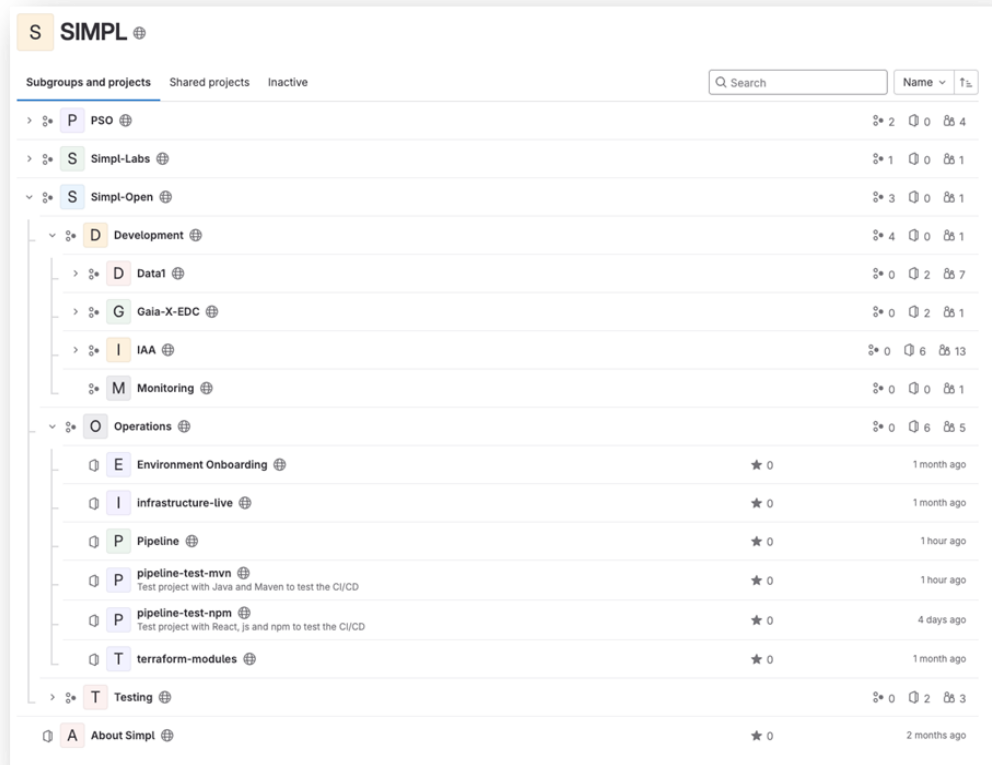 S SIMPL
Subgroups and projects Shared projects Inactive Search Name
P PSO 2 0 4
S Simpl-Labs 1 0 1
S Simpl-Open 3 0 1
D Development 4 0 1
D Data1 0 2 7
G Gaia-X-EDC 0 2 1
I IAA 0 6 13
M Monitoring 0 0 1
O Operations 0 6 5
E Environment Onboarding 0 1 month ago
I infrastructure-live 0 1 month ago
P Pipeline 0 1 hour ago
P pipeline-test-mvn 0 1 hour ago
Test project with Java and Maven to test the CI/CD
P pipeline-test-npm 0 4 days ago
Test project with React, js and npm to test the CI/CD
T terraform-modules 0 1 month ago
T Testing 0 2 3
A About Simpl 0 2 months ago